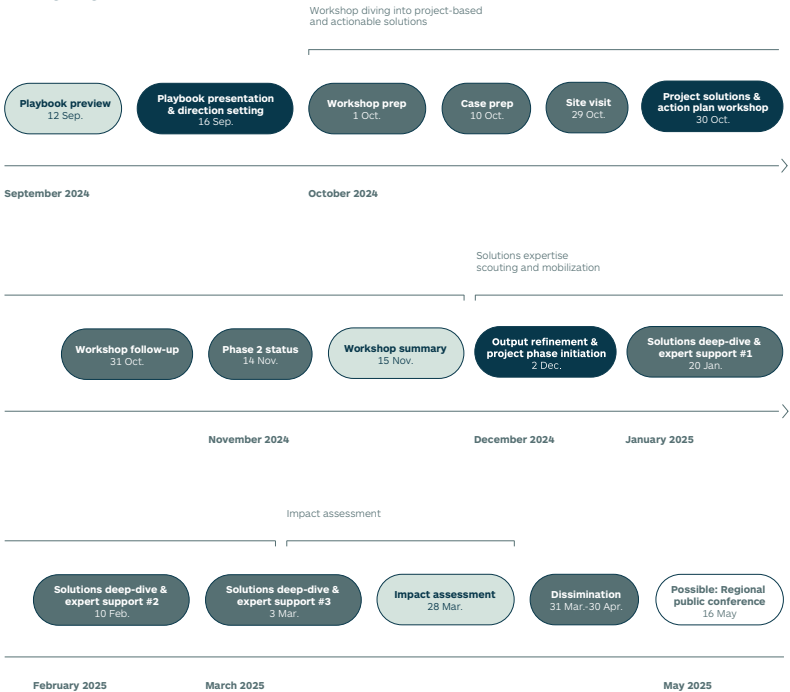 Workshop diving into project-based
and actionable solutions
Playbook preview
12 Sep.
Playbook presentation
& direction setting
16 Sep.
Workshop prep
1 Oct.
Case prep
10 Oct.
Site visit
29 Oct.
Project solutions &
action plan workshop
30 Oct.
September 2024
October 2024
Solutions expertise
scouting and mobilization
Workshop follow-up
31 Oct.
Phase 2 status
14 Nov.
Workshop summary
15 Nov.
Output refinement &
project phase initiation
2 Dec.
Solutions deep-dive &
expert support #1
20 Jan.
November 2024
December 2024
January 2025
Impact assessment
Solutions deep-dive &
expert support #2
10 Feb.
Solutions deep-dive &
expert support #3
3 Mar.
Impact assessment
28 Mar.
Dissimination
31 Mar.-30 Apr.
Possible: Regional
public conference
16 May
February 2025
March 2025
May 2025